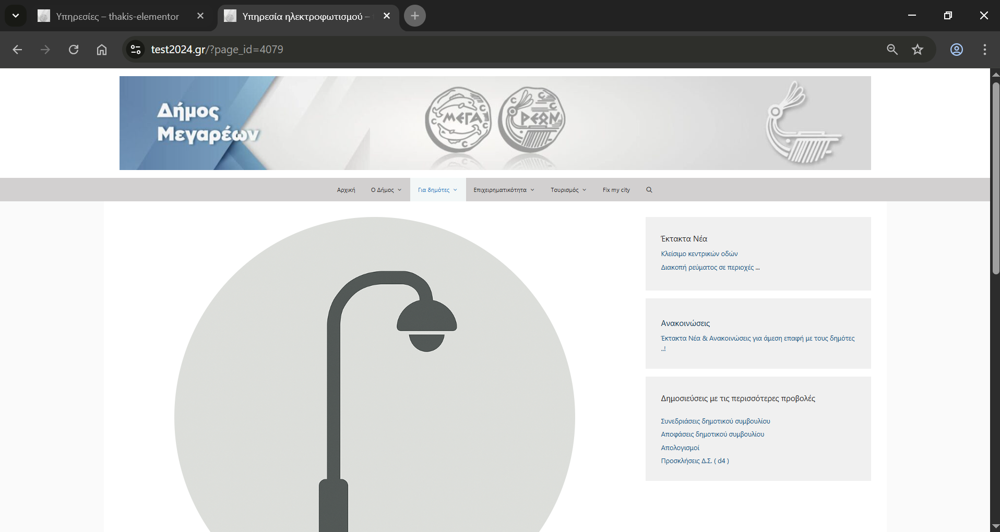 Υπηρεσίες – thakis-elementor
Υπηρεσία ηλεκτροφωτισμού –
test2024.gr/?page_id=4079
Δήμος
Μεγαρέων
ΜΕΓΑ
ΡΕΩΝ
Αρχική
Ο Δήμος
Για δημότες
Επιχειρηματικότητα
Τουρισμός
Fix my city
Έκτακτα Νέα
Κλείσιμο κεντρικών οδών
Διακοπή ρεύματος σε περιοχές ...
Ανακοινώσεις
Έκτακτα Νέα & Ανακοινώσεις για άμεση επαφή με τους δημότες
..!
Δημοσιεύσεις με τις περισσότερες προβολές
Συνεδριάσεις δημοτικού συμβουλίου
Αποφάσεις δημοτικού συμβουλίου
Απολογισμοί
Προσκλήσεις Δ.Σ. ( d4 )